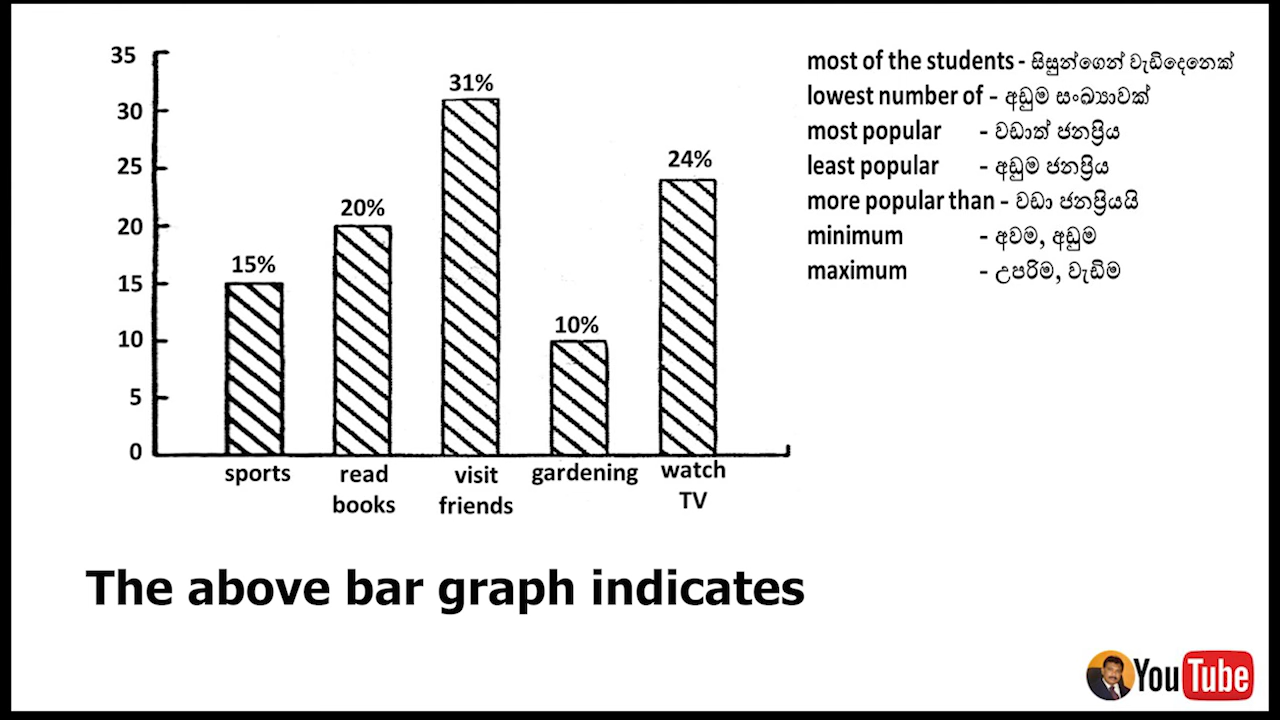 35
30
25
20
15
10
5
0
15%
20%
31%
10%
24%
sports
read
books
visit
friends
gardening
watch
TV
most of the students - සිසුන්ගෙන් වැඩිදෙනෙක්
lowest number of - අඩුම සංඛ්‍යාවක්
most popular - වඩාත් ජනප්‍රිය
least popular - අඩුම ජනප්‍රිය
more popular than - වඩා ජනප්‍රියයි
minimum - අවම, අඩුම
maximum - උපරිම, වැඩිම
The above bar graph indicates
YouTube